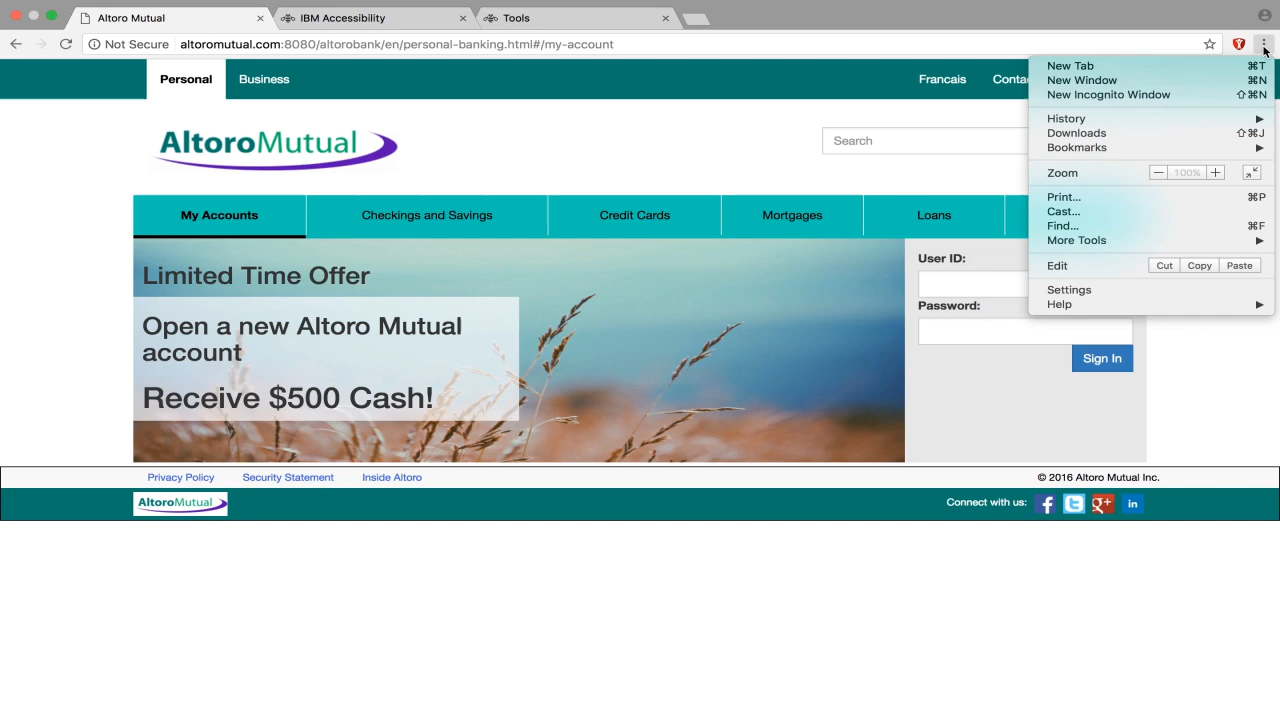 Altoro Mutual
IBM Accessibility
Tools
Not Secure altoromutual.com:8080/altorobank/en/personal-banking.html#/my-account
Personal
Business
Francais
New Tab ⌘T
New Window ⌘N
New Incognito Window ⇧⌘N
History
Downloads ⇧⌘J
Bookmarks
Zoom − 100% +
Print... ⌘P
Cast...
Find... ⌘F
More Tools
Edit Cut Copy Paste
Settings
Help
AltoroMutual
Search
My Accounts
Checkings and Savings
Credit Cards
Mortgages
Loans
Limited Time Offer
Open a new Altoro Mutual
account
Receive $500 Cash!
User ID:
Password:
Sign In
Privacy Policy
Security Statement
Inside Altoro
© 2016 Altoro Mutual Inc.
AltoroMutual
Connect with us:
f
g+
in